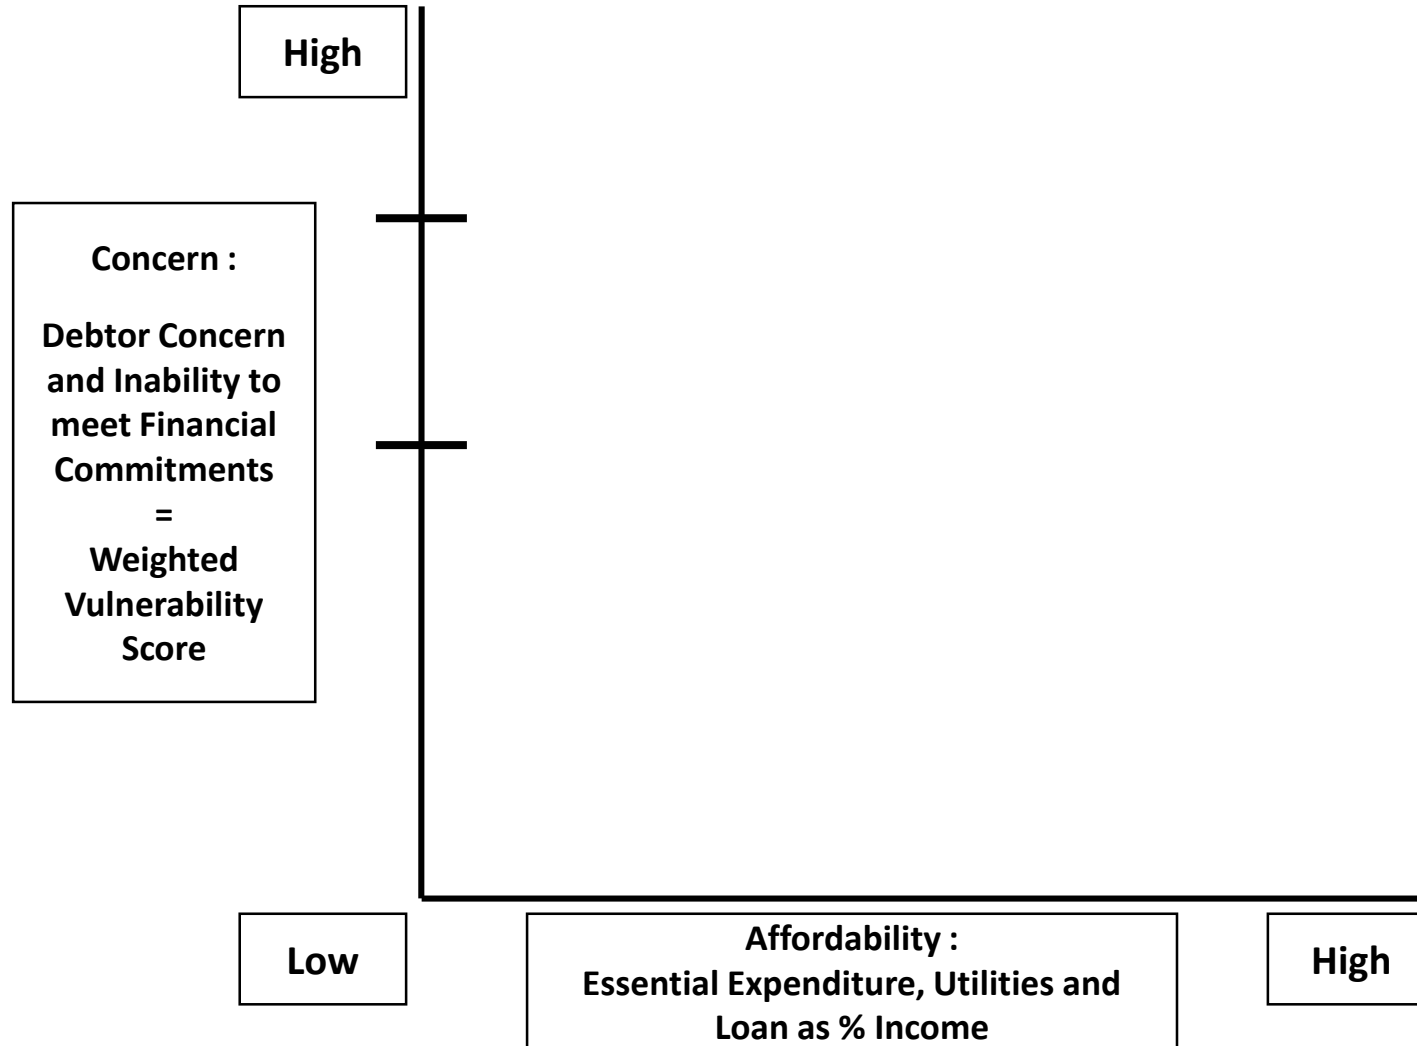 High
Concern :
Debtor Concern
and Inability to
meet Financial
Commitments
=
Weighted
Vulnerability
Score
Low
Affordability :
Essential Expenditure, Utilities and
Loan as % Income
High